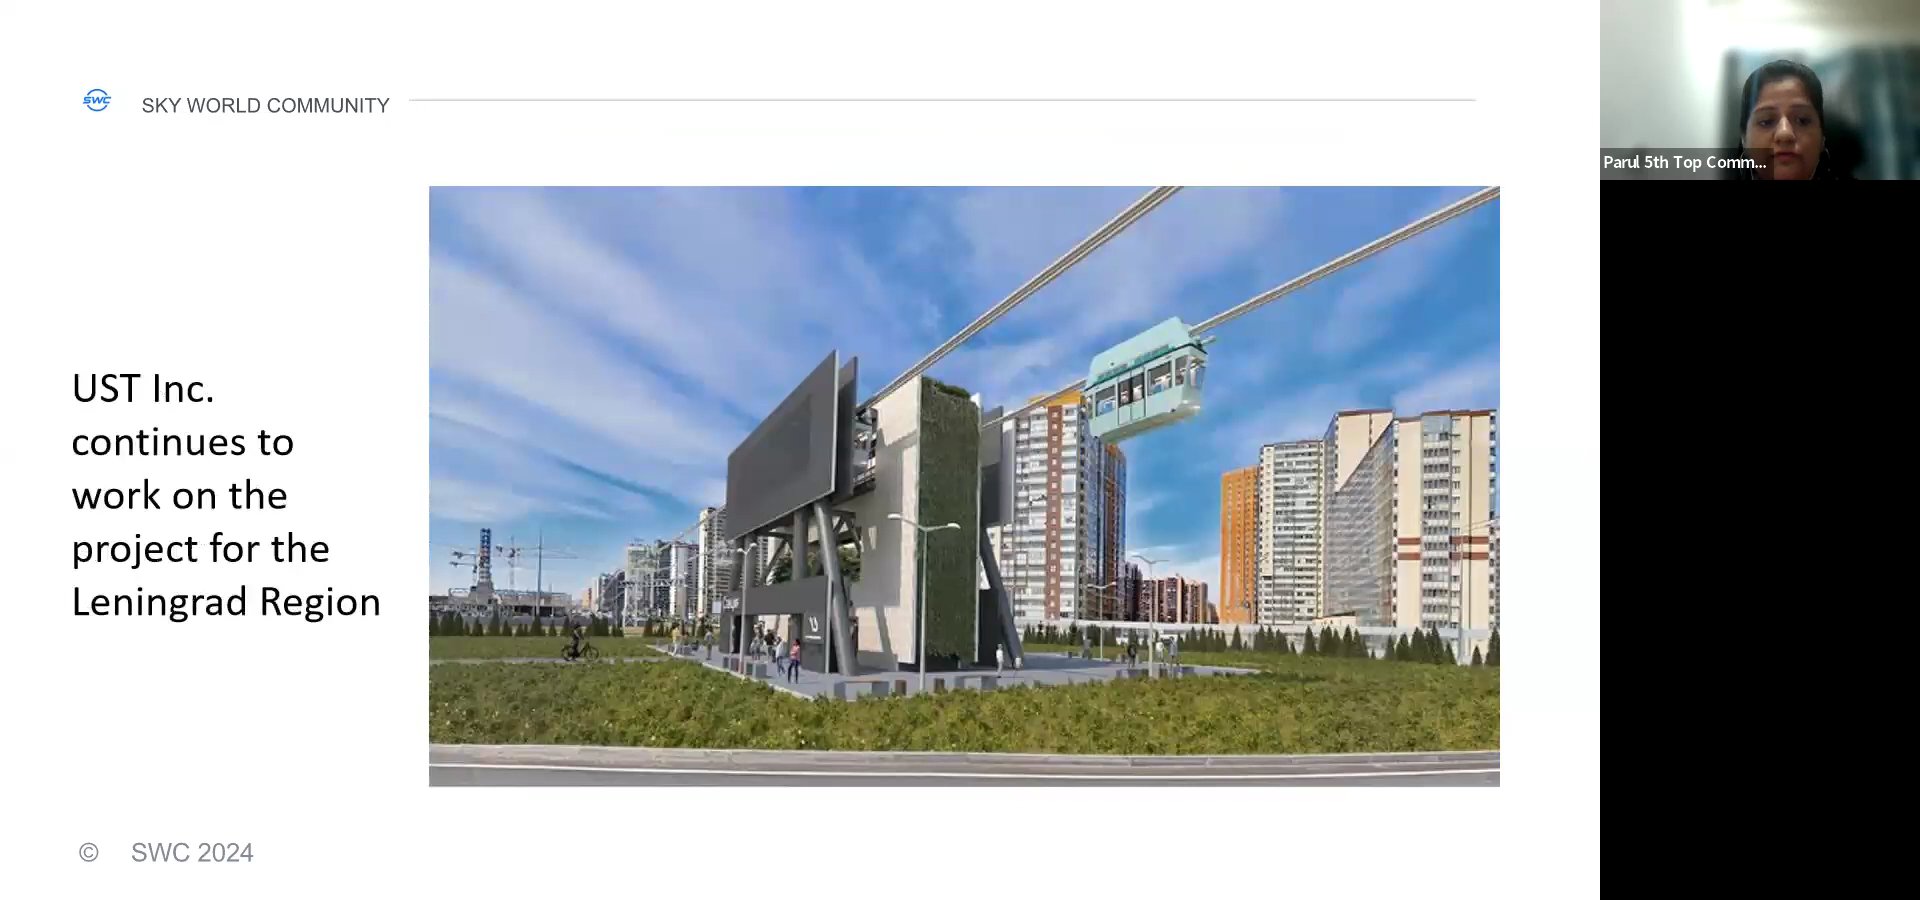 SWC
SKY WORLD COMMUNITY
Parul 5th Top Comm...
UST Inc.
continues to
work on the
project for the
Leningrad Region
© SWC 2024